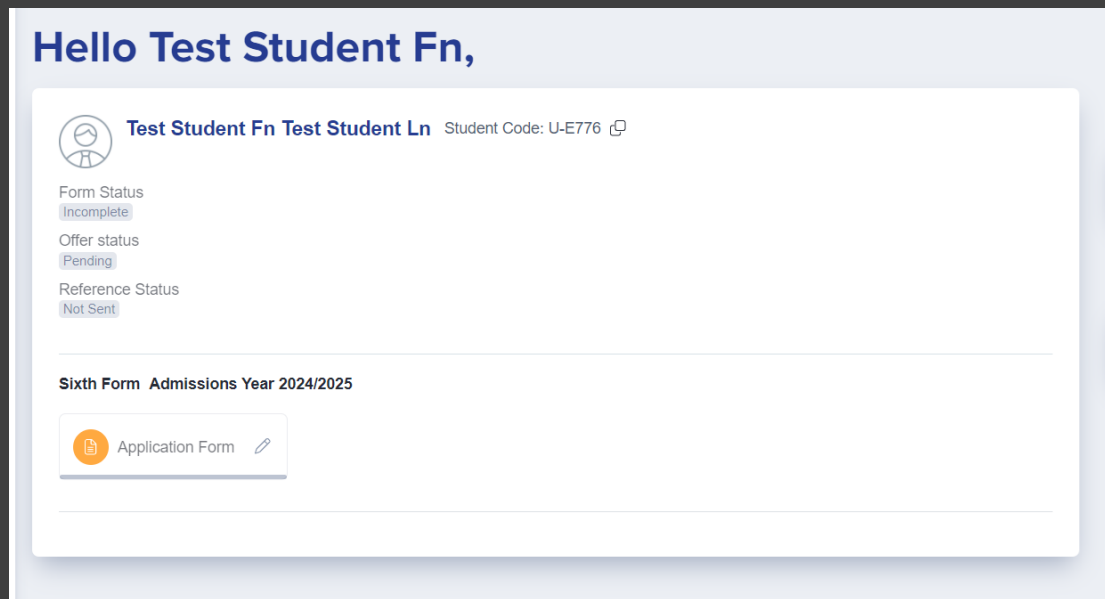 Hello Test Student Fn,
Test Student Fn Test Student Ln Student Code: U-E776
Form Status
Incomplete
Offer status
Pending
Reference Status
Not Sent
Sixth Form Admissions Year 2024/2025
Application Form